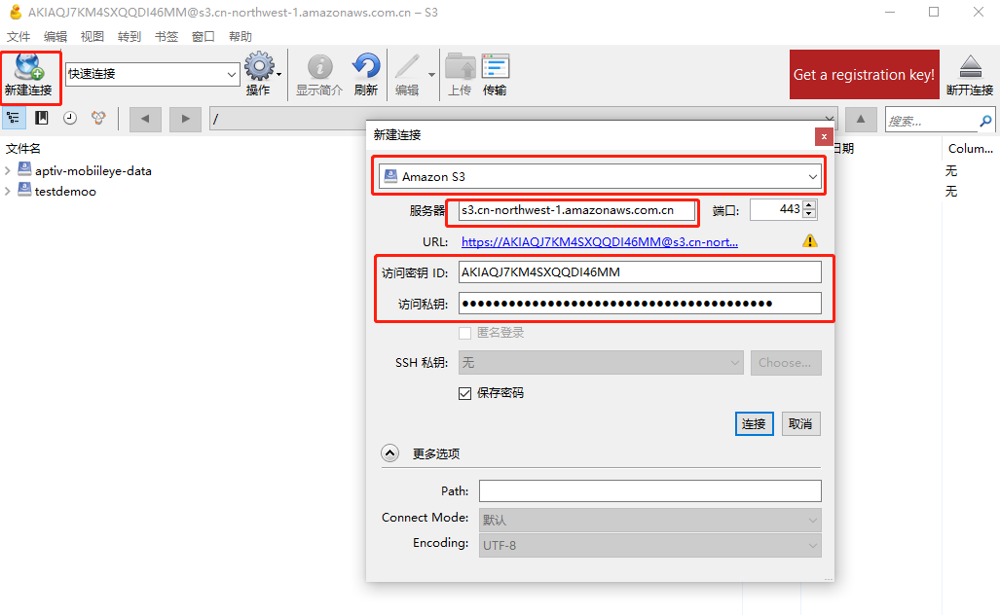 AKIAQJ7KM4SXQQDI46MM@s3.cn-northwest-1.amazonaws.com.cn – S3
文件 编辑 视图 转到 书签 窗口 帮助
新建连接
快速连接
操作
显示简介
刷新
编辑
上传
传输
Get a registration key!
断开连接
/
搜索...
文件名
日期
Colum...
aptiv-mobiileye-data
无
testdemoo
无
新建连接
x
Amazon S3
服务器
s3.cn-northwest-1.amazonaws.com.cn
端口:
443
URL:
https://AKIAQJ7KM4SXQQDI46MM@s3.cn-nort...
访问密钥 ID:
AKIAQJ7KM4SXQQDI46MM
访问私钥:
●●●●●●●●●●●●●●●●●●●●●●●●●●●●●●●●●●●●●●●●
匿名登录
SSH 私钥:
无
Choose...
保存密码
连接
取消
更多选项
Path:
Connect Mode:
默认
Encoding:
UTF-8